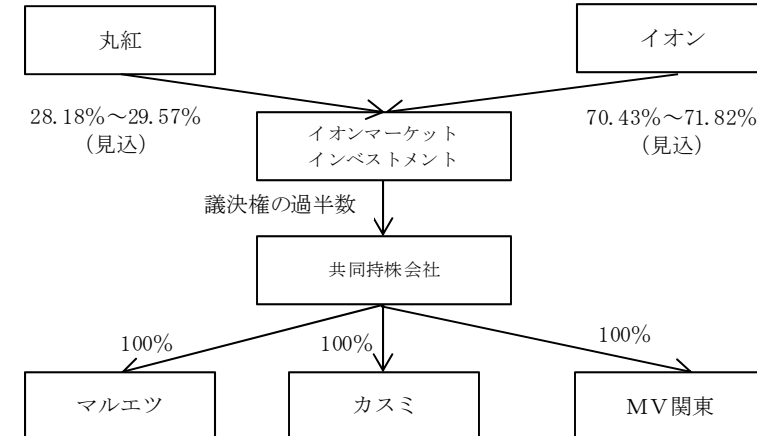 丸紅
イオン
28.18%～29.57%
（見込）
70.43%～71.82%
（見込）
イオンマーケット
インベストメント
議決権の過半数
共同持株会社
100%
100%
100%
マルエツ
カスミ
ＭＶ関東